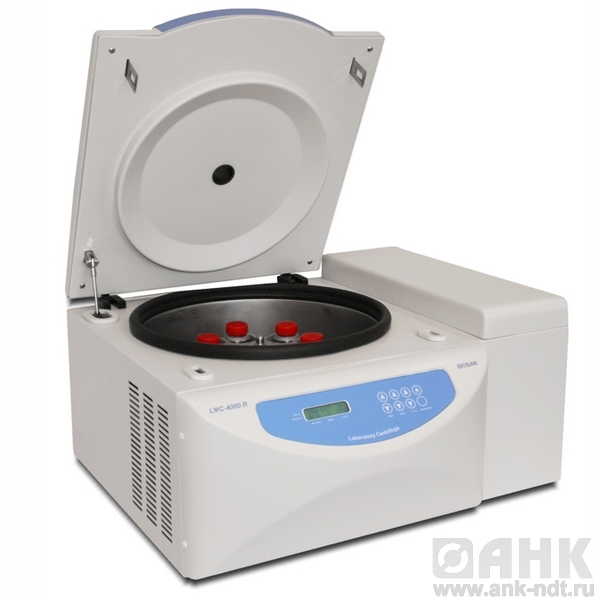 LMC-4000 R
BIOSAN
Laboratory Centrifuge
АНК
www.ank-ndt.ru